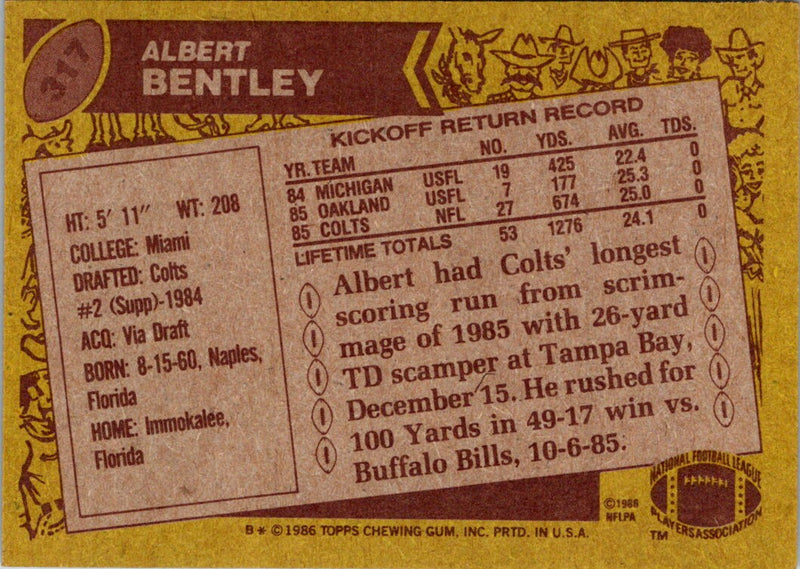 317
ALBERT
BENTLEY
HT: 5' 11" WT: 208
COLLEGE: Miami
DRAFTED: Colts
#2 (Supp)-1984
ACQ: Via Draft
BORN: 8-15-60, Naples,
Florida
HOME: Immokalee,
Florida
KICKOFF RETURN RECORD
YR. TEAM NO. YDS. AVG. TDS.
84 MICHIGAN USFL 19 425 22.4 0
85 OAKLAND USFL 7 177 25.3 0
85 COLTS NFL 27 674 25.0 0
LIFETIME TOTALS 53 1276 24.1 0
Albert had Colts' longest
scoring run from scrim-
mage of 1985 with 26-yard
TD scamper at Tampa Bay,
December 15. He rushed for
100 Yards in 49-17 win vs.
Buffalo Bills, 10-6-85.
©1986
NFLPA
NATIONAL FOOTBALL LEAGUE
PLAYERS ASSOCIATION
TM
B * © 1986 TOPPS CHEWING GUM, INC. PRTD. IN U.S.A.